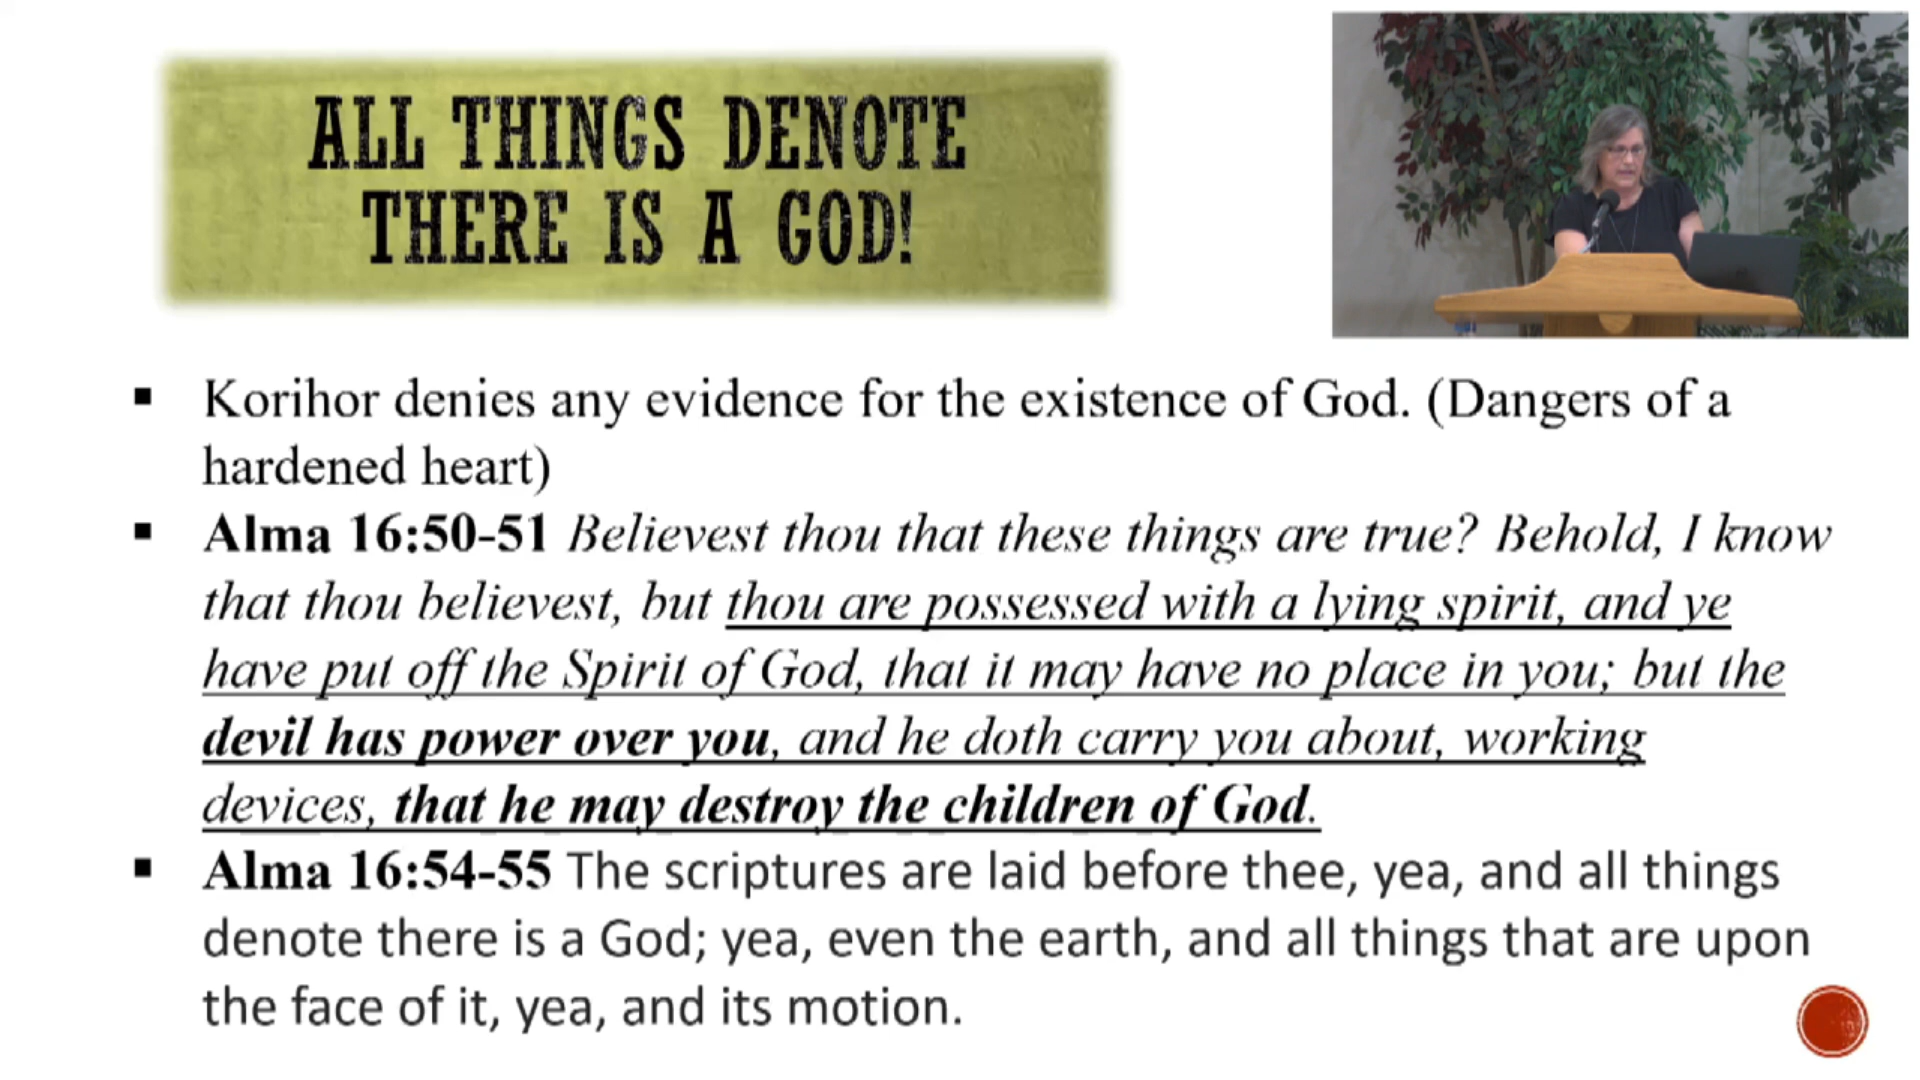 ALL THINGS DENOTE
THERE IS A GOD!
▪ Korihor denies any evidence for the existence of God. (Dangers of a
hardened heart)
▪ Alma 16:50-51 Believest thou that these things are true? Behold, I know
that thou believest, but thou are possessed with a lying spirit, and ye
have put off the Spirit of God, that it may have no place in you; but the
devil has power over you, and he doth carry you about, working
devices, that he may destroy the children of God.
▪ Alma 16:54-55 The scriptures are laid before thee, yea, and all things
denote there is a God; yea, even the earth, and all things that are upon
the face of it, yea, and its motion.